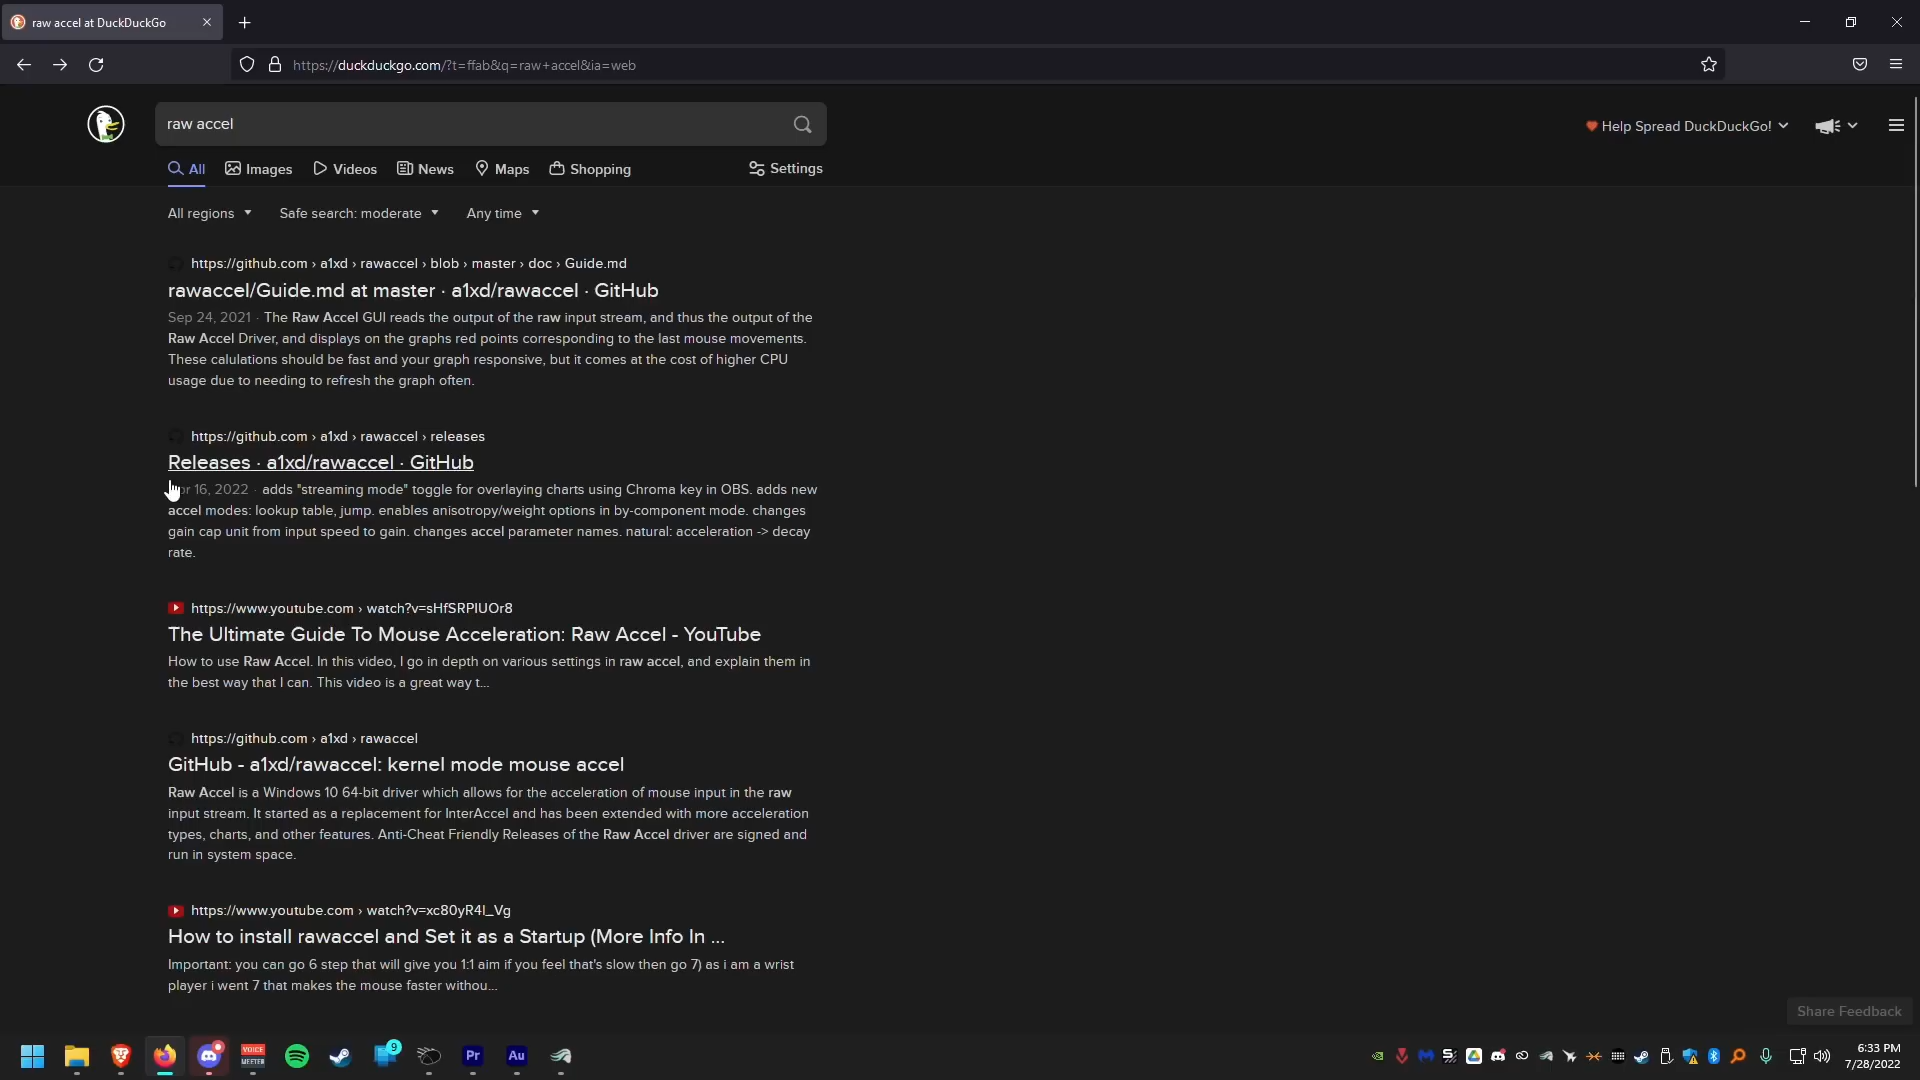 raw accel at DuckDuckGo
https://duckduckgo.com/?t=ffab&q=raw+accel&ia=web
raw accel
Help Spread DuckDuckGo!
All
Images
Videos
News
Maps
Shopping
Settings
All regions
Safe search: moderate
Any time
https://github.com › a1xd › rawaccel › blob › master › doc › Guide.md
rawaccel/Guide.md at master · a1xd/rawaccel · GitHub
Sep 24, 2021 · The Raw Accel GUI reads the output of the raw input stream, and thus the output of the
Raw Accel Driver, and displays on the graphs red points corresponding to the last mouse movements.
These calulations should be fast and your graph responsive, but it comes at the cost of higher CPU
usage due to needing to refresh the graph often.
https://github.com › a1xd › rawaccel › releases
Releases · a1xd/rawaccel · GitHub
16, 2022 · adds "streaming mode" toggle for overlaying charts using Chroma key in OBS. adds new
accel modes: lookup table, jump. enables anisotropy/weight options in by-component mode. changes
gain cap unit from input speed to gain. changes accel parameter names. natural: acceleration -> decay
rate.
https://www.youtube.com › watch?v=sHfSRPIUOr8
The Ultimate Guide To Mouse Acceleration: Raw Accel - YouTube
How to use Raw Accel. In this video, I go in depth on various settings in raw accel, and explain them in
the best way that I can. This video is a great way t...
https://github.com › a1xd › rawaccel
GitHub - a1xd/rawaccel: kernel mode mouse accel
Raw Accel is a Windows 10 64-bit driver which allows for the acceleration of mouse input in the raw
input stream. It started as a replacement for InterAccel and has been extended with more acceleration
types, charts, and other features. Anti-Cheat Friendly Releases of the Raw Accel driver are signed and
run in system space.
https://www.youtube.com › watch?v=xc80yR4l_Vg
How to install rawaccel and Set it as a Startup (More Info In ...
Important: you can go 6 step that will give you 1:1 aim if you feel that's slow then go 7) as i am a wrist
player i went 7 that makes the mouse faster withou...
Share Feedback
VOICE
MEETER
9
Pr
Au
6:33 PM
7/28/2022